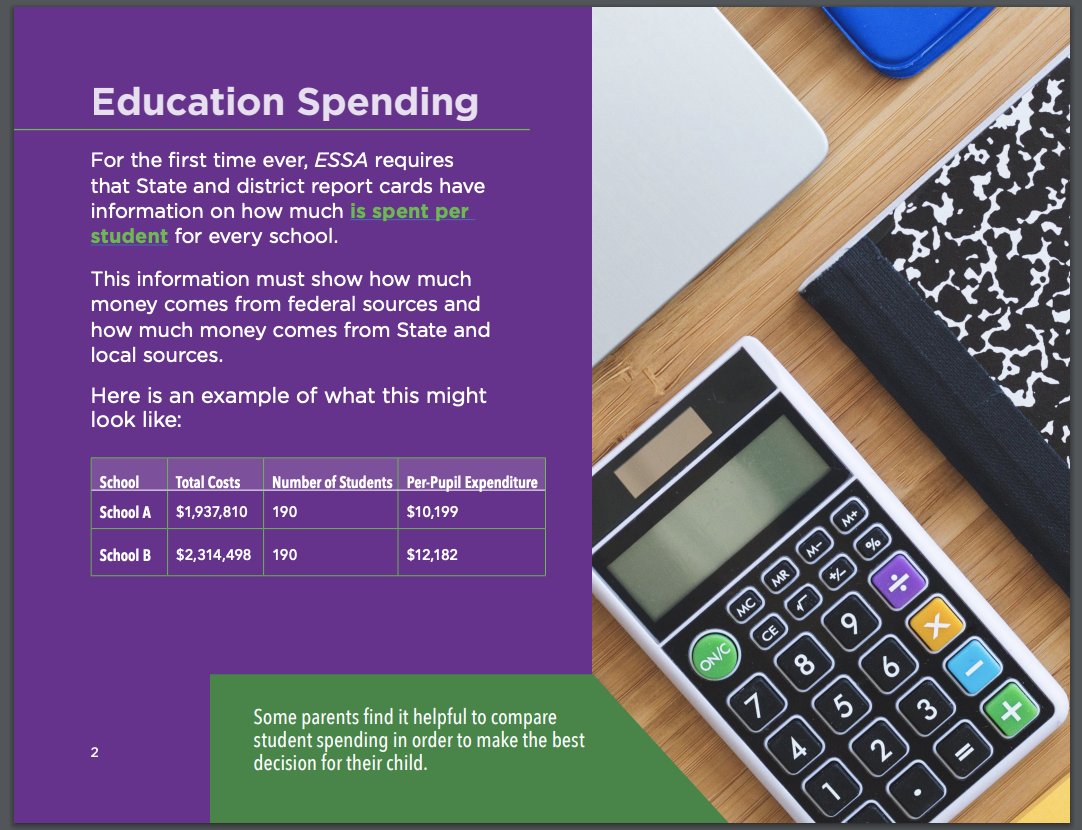 Education Spending
For the first time ever, ESSA requires
that State and district report cards have
information on how much is spent per
student for every school.
This information must show how much
money comes from federal sources and
how much money comes from State and
local sources.
Here is an example of what this might
look like:
School Total Costs Number of Students Per-Pupil Expenditure
School A $1,937,810 190 $10,199
School B $2,314,498 190 $12,182
Some parents find it helpful to compare
student spending in order to make the best
decision for their child.
2
M+
M- %
MR +/-
MC √ ÷
CE 9 X
ON/C 8 6 −
7 5 3 +
4 2 =
1 .